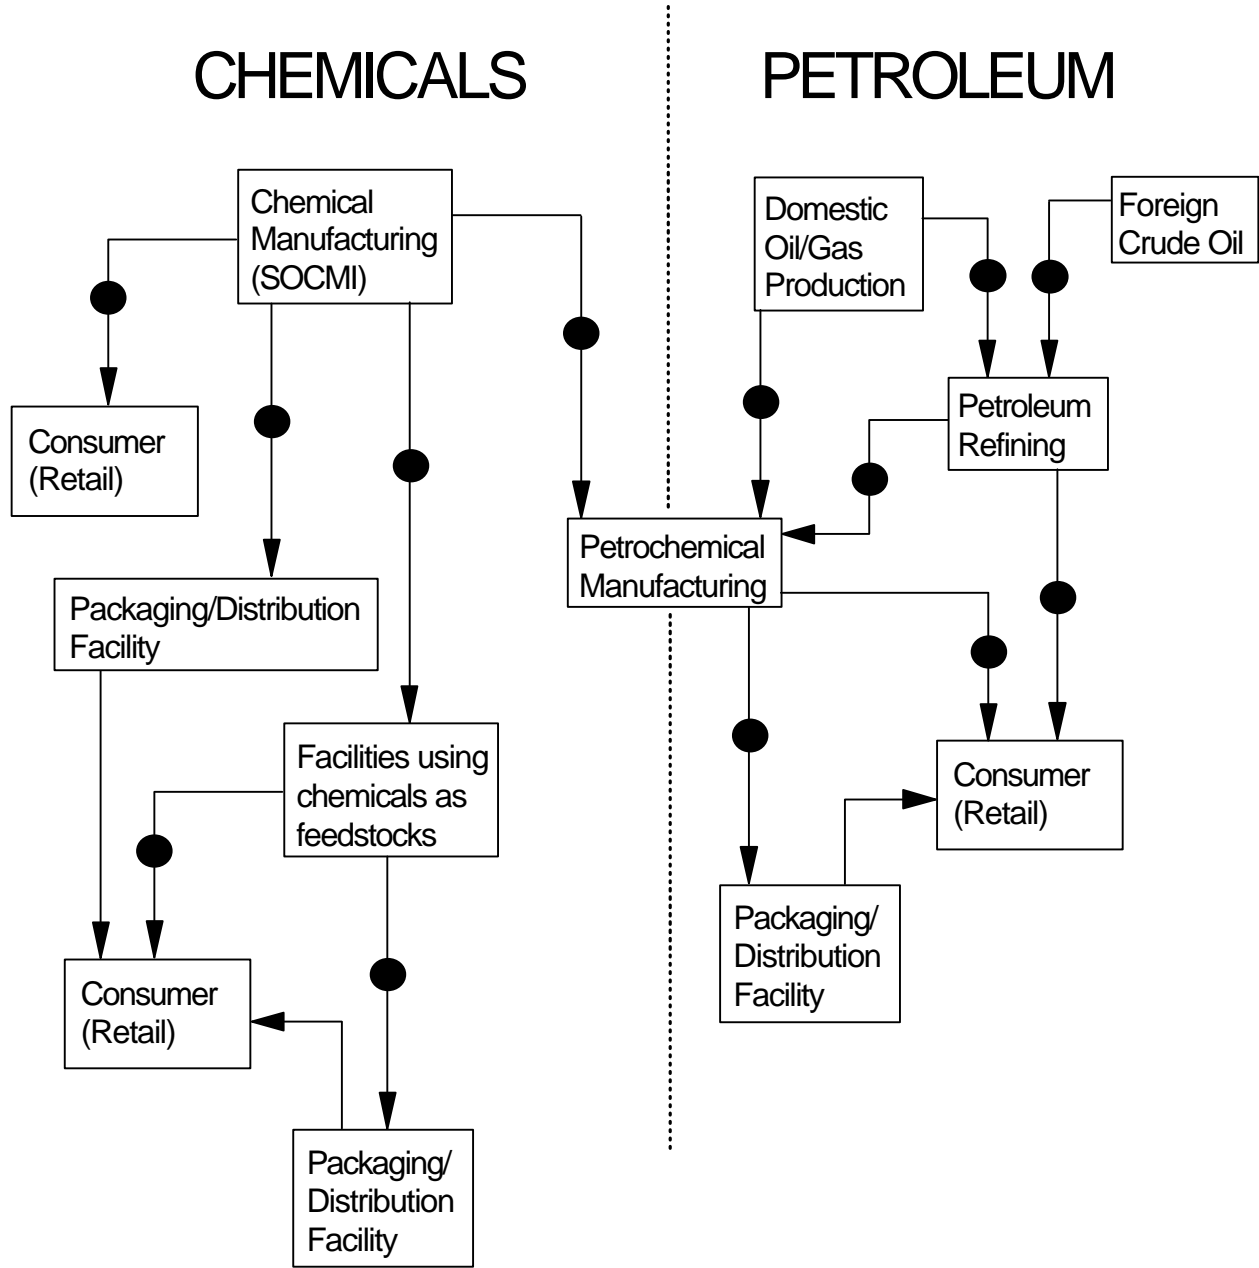 CHEMICALS
PETROLEUM
Chemical
Manufacturing
(SOCMI)
Domestic
Oil/Gas
Production
Foreign
Crude Oil
Consumer
(Retail)
Petroleum
Refining
Petrochemical
Manufacturing
Packaging/Distribution
Facility
Facilities using
chemicals as
feedstocks
Consumer
(Retail)
Packaging/
Distribution
Facility
Consumer
(Retail)
Packaging/
Distribution
Facility